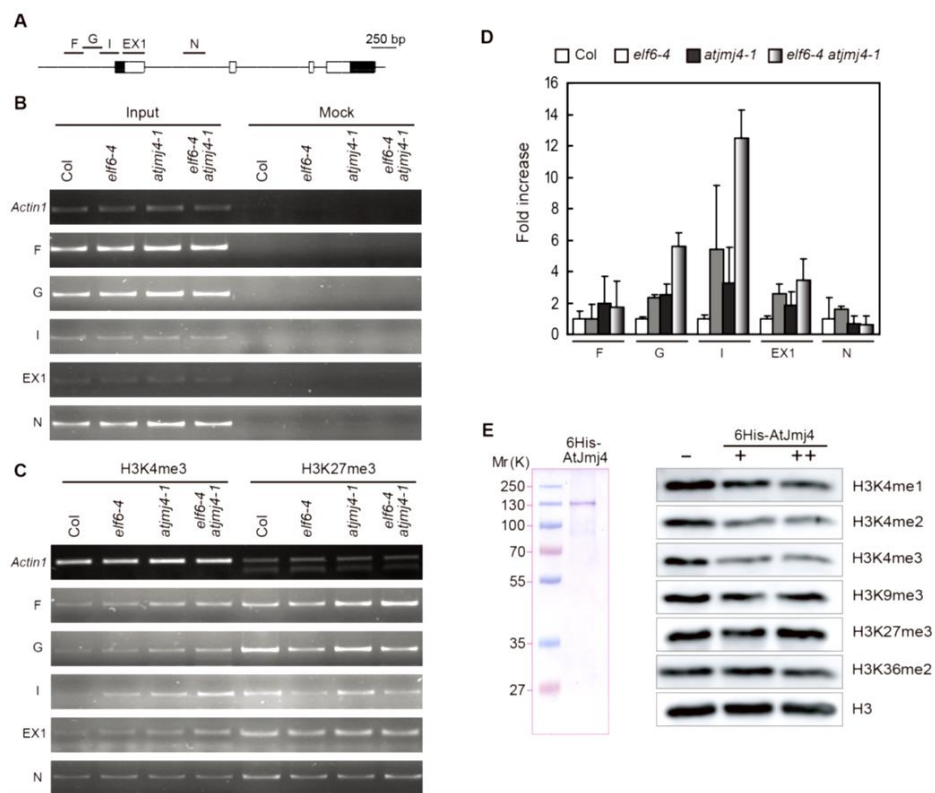 A
F G I EX1 N 250 bp
B
Input Mock
Col elf6-4 atjmj4-1 elf6-4 atjmj4-1 Col elf6-4 atjmj4-1 elf6-4 atjmj4-1
Actin1
F
G
I
EX1
N
C
H3K4me3 H3K27me3
Col elf6-4 atjmj4-1 elf6-4 atjmj4-1 Col elf6-4 atjmj4-1 elf6-4 atjmj4-1
Actin1
F
G
I
EX1
N
D
Col elf6-4 atjmj4-1 elf6-4 atjmj4-1
Fold increase
16
14
12
10
8
6
4
2
0
F G I EX1 N
E
6His-AtJmj4
Mr(K)
250
130
100
70
55
35
27
6His-AtJmj4
– + ++
H3K4me1
H3K4me2
H3K4me3
H3K9me3
H3K27me3
H3K36me2
H3